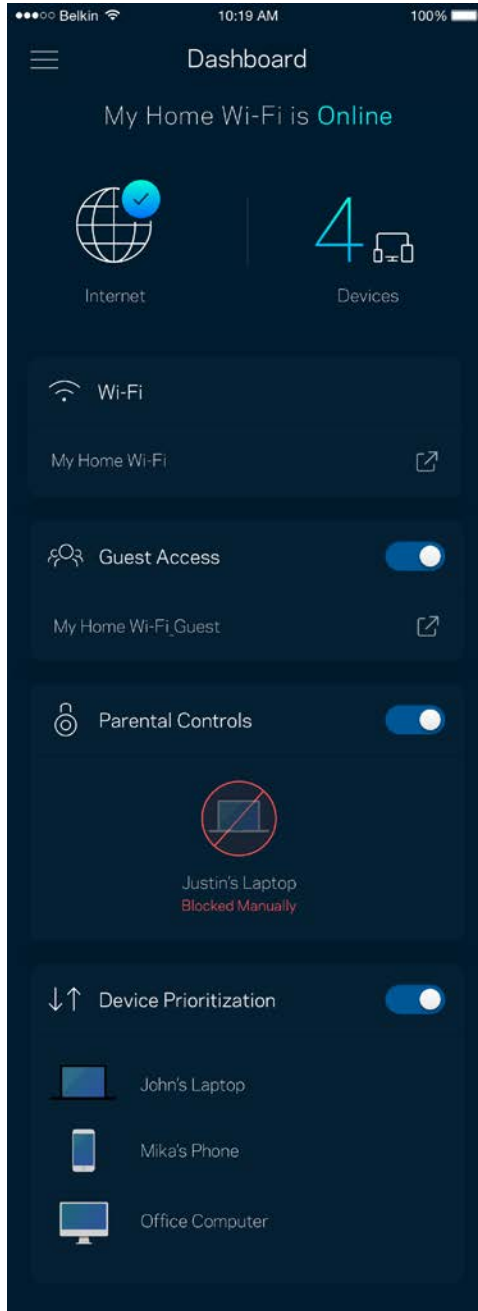 Belkin 10:19 AM 100%
Dashboard
My Home Wi-Fi is Online
4
Internet Devices
Wi-Fi
My Home Wi-Fi
Guest Access
My Home Wi-Fi_Guest
Parental Controls
Justin's Laptop
Blocked Manually
Device Prioritization
John's Laptop
Mika's Phone
Office Computer